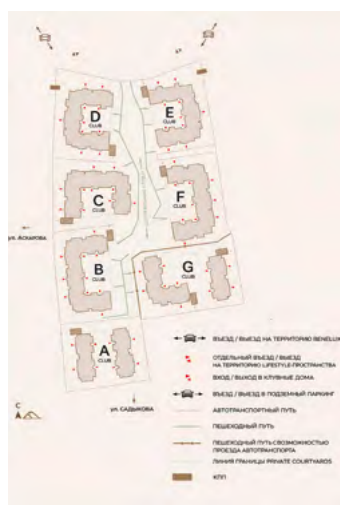 D
CLUB
E
CLUB
C
CLUB
F
CLUB
ул. АСКАРОВА
B
CLUB
G
CLUB
A
CLUB
ВЪЕЗД / ВЫЕЗД НА ТЕРРИТОРИЮ BENELUX
ОТДЕЛЬНЫЙ ВЪЕЗД / ВЫЕЗД
НА ТЕРРИТОРИЮ LIFESTYLE-ПРОСТРАНСТВА
ВХОД / ВЫХОД В КЛУБНЫЕ ДОМА
ВЪЕЗД / ВЫЕЗД В ПОДЗЕМНЫЙ ПАРКИНГ
ул. САДЫКОВА
С
АВТОТРАНСПОРТНЫЙ ПУТЬ
ПЕШЕХОДНЫЙ ПУТЬ
ПЕШЕХОДНЫЙ ПУТЬ С ВОЗМОЖНОСТЬЮ
ПРОЕЗДА АВТОТРАНСПОРТА
ЛИНИЯ ГРАНИЦЫ PRIVATE COURTYARDS
КПП